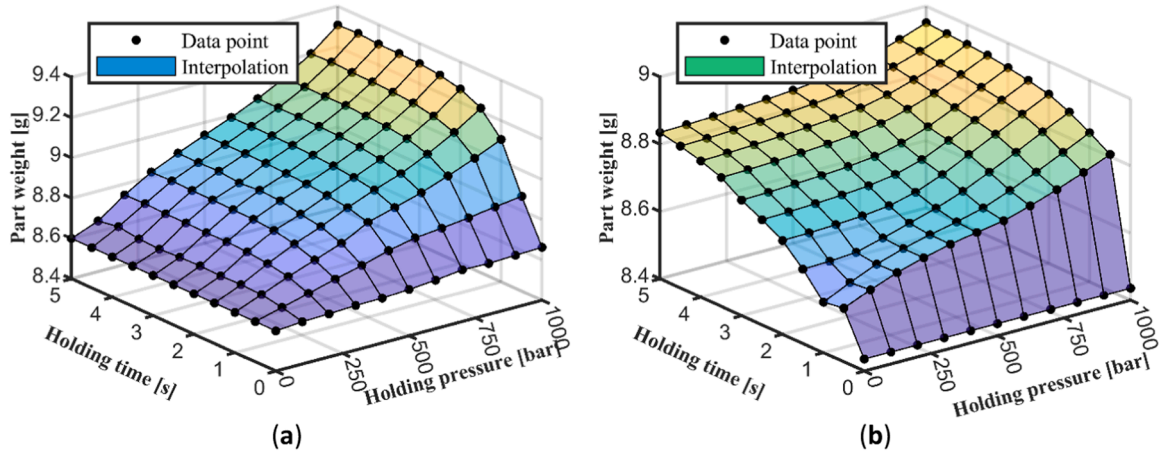 Data point
Interpolation
Part weight [g]
9.4
9.2
9
8.8
8.6
8.4
5
4
3
2
1
0
Holding time [s]
0
250
500
750
1000
Holding pressure [bar]
(a)
Data point
Interpolation
Part weight [g]
9
8.8
8.6
8.4
5
4
3
2
1
0
Holding time [s]
0
250
500
750
1000
Holding pressure [bar]
(b)